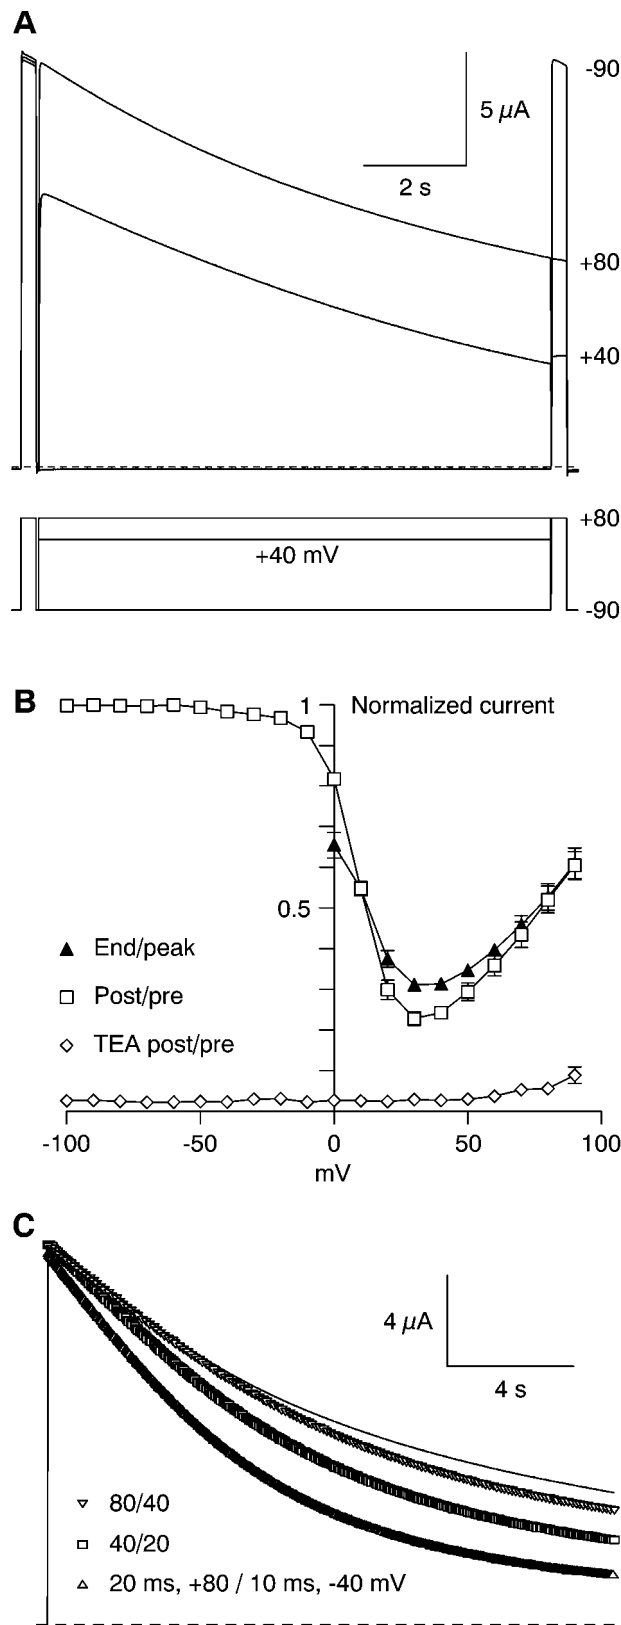 A
-90
5 μA
2 s
+80
+40
+80
+40 mV
-90
B
1 Normalized current
0.5
End/peak
Post/pre
TEA post/pre
-100 -50 0 50 100
mV
C
4 μA
4 s
80/40
40/20
20 ms, +80 / 10 ms, -40 mV